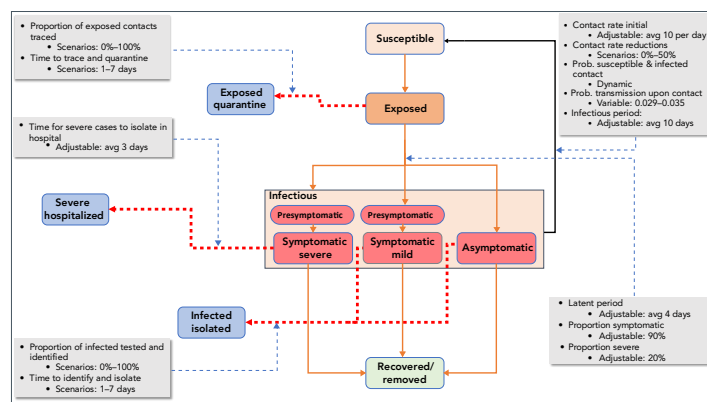 • Proportion of exposed contacts
traced
• Scenarios: 0%–100%
• Time to trace and quarantine
• Scenarios: 1–7 days
Susceptible
• Contact rate initial
• Adjustable: avg 10 per day
• Contact rate reductions
• Scenarios: 0%–50%
• Prob. susceptible & infected
contact
• Dynamic
• Prob. transmission upon contact
• Variable: 0.029–0.035
• Infectious period:
• Adjustable: avg 10 days
Exposed
quarantine
Exposed
• Time for severe cases to isolate in
hospital
• Adjustable: avg 3 days
Infectious
Severe
hospitalized
Presymptomatic
Presymptomatic
Symptomatic
severe
Symptomatic
mild
Asymptomatic
Infected
isolated
• Latent period
• Adjustable: avg 4 days
• Proportion symptomatic
• Adjustable: 90%
• Proportion severe
• Adjustable: 20%
• Proportion of infected tested and
identified
• Scenarios: 0%–100%
• Time to identify and isolate
• Scenarios: 1–7 days
Recovered/
removed